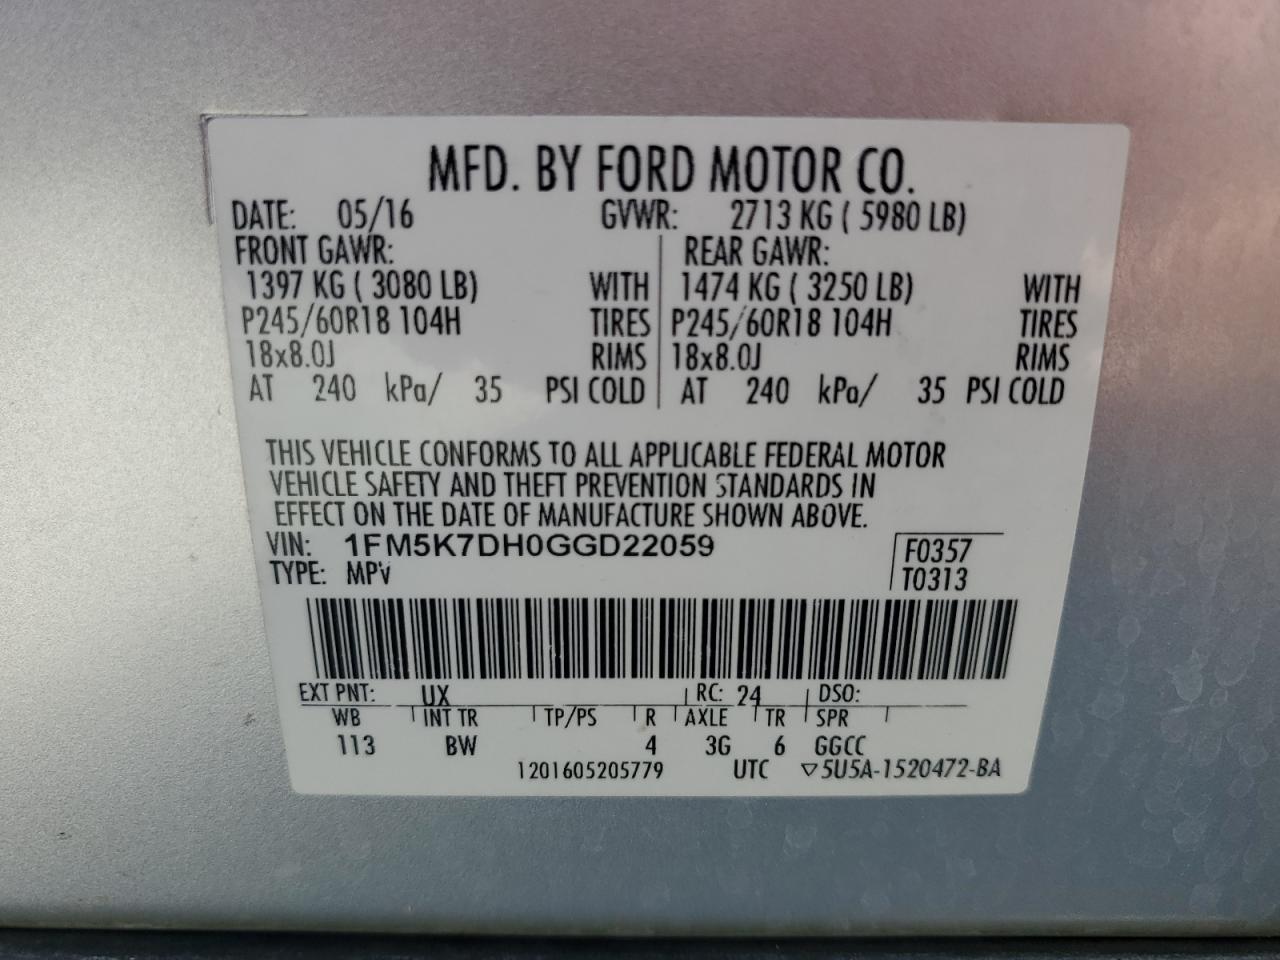 MFD. BY FORD MOTOR CO.
DATE: 05/16 GVWR: 2713 KG ( 5980 LB)
FRONT GAWR: REAR GAWR:
1397 KG ( 3080 LB) WITH 1474 KG ( 3250 LB) WITH
P245/60R18 104H TIRES P245/60R18 104H TIRES
18x8.0J RIMS 18x8.0J RIMS
AT 240 kPa/ 35 PSI COLD AT 240 kPa/ 35 PSI COLD
THIS VEHICLE CONFORMS TO ALL APPLICABLE FEDERAL MOTOR
VEHICLE SAFETY AND THEFT PREVENTION STANDARDS IN
EFFECT ON THE DATE OF MANUFACTURE SHOWN ABOVE.
VIN: 1FM5K7DH0GGD22059 F0357
TYPE: MPV T0313
EXT PNT: UX RC: 24 DSO:
WB INT TR TP/PS R AXLE TR SPR
113 BW 4 3G 6 GGCC
1201605205779 UTC ▽5U5A-1520472-BA